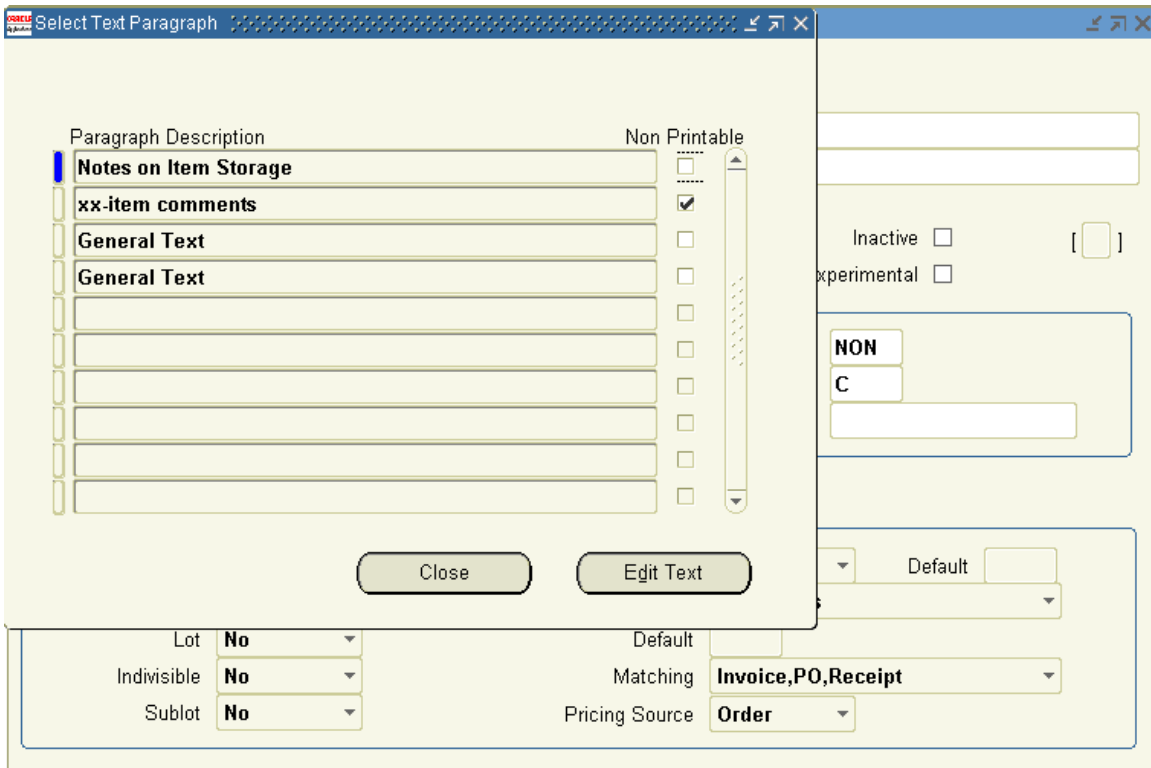 ORACLE
Select Text Paragraph
Paragraph Description Non Printable
Notes on Item Storage
xx-item comments
General Text
General Text
Close Edit Text
Inactive [ ]
xperimental
NON
C
Default
s
Lot No Default
Indivisible No Matching Invoice,PO,Receipt
Sublot No Pricing Source Order